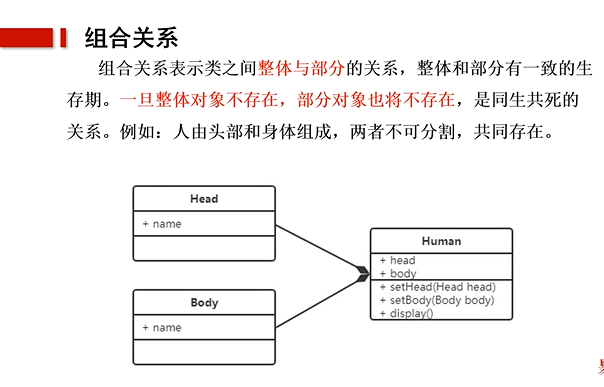 组合关系
组合关系表示类之间整体与部分的关系，整体和部分有一致的生
存期。一旦整体对象不存在，部分对象也将不存在，是同生共死的
关系。例如：人由头部和身体组成，两者不可分割，共同存在。
Head
+ name
Body
+ name
Human
+ head
+ body
+ setHead(Head head)
+ setBody(Body body)
+ display()